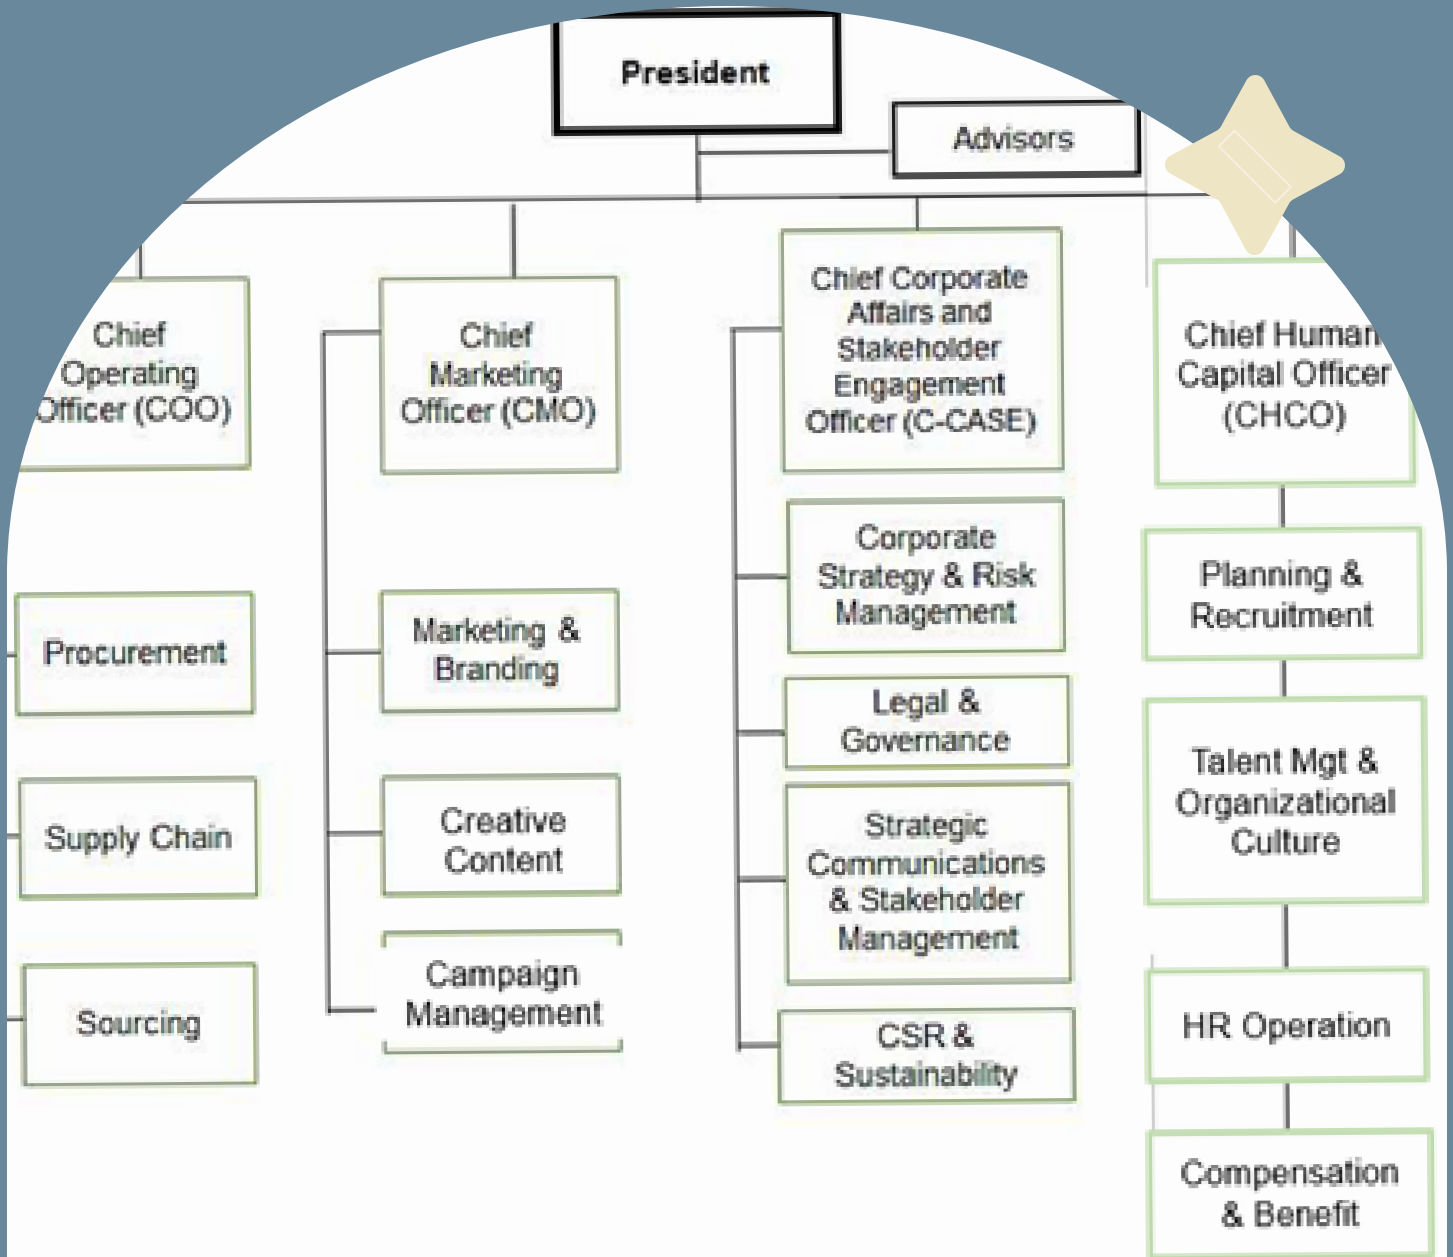 President
Advisors
Chief
Operating
Officer (COO)
Chief
Marketing
Officer (CMO)
Chief Corporate
Affairs and
Stakeholder
Engagement
Officer (C-CASE)
Chief Human
Capital Officer
(CHCO)
Procurement
Supply Chain
Sourcing
Marketing &
Branding
Creative
Content
Campaign
Management
Corporate
Strategy & Risk
Management
Legal &
Governance
Strategic
Communications
& Stakeholder
Management
CSR &
Sustainability
Planning &
Recruitment
Talent Mgt &
Organizational
Culture
HR Operation
Compensation
& Benefit